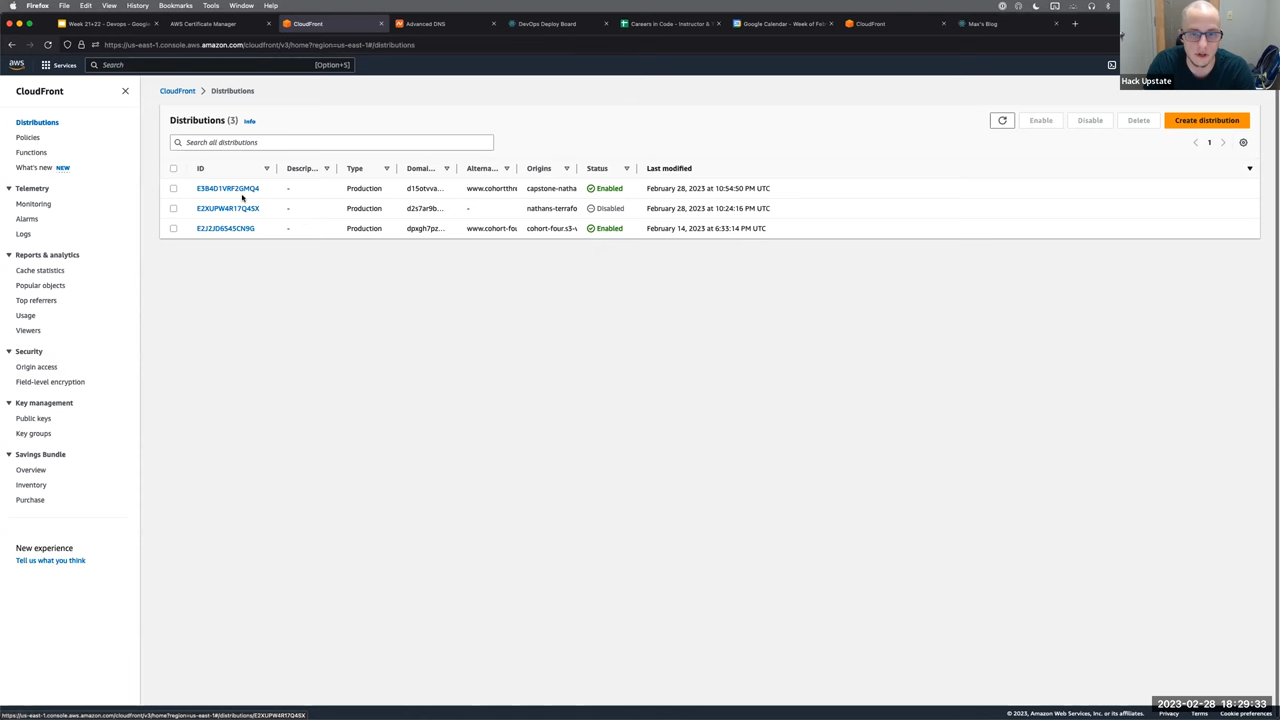 Firefox File Edit View History Bookmarks Tools Window Help
Week 21+22 - Devops - Google
AWS Certificate Manager
CloudFront
Advanced DNS
DevOps Deploy Board
Careers in Code - Instructor &
Google Calendar - Week of Feb
CloudFront
Max's Blog
https://us-east-1.console.aws.amazon.com/cloudfront/v3/home?region=us-east-1#/distributions
aws Services Search [Option+S]
Hack Upstate
CloudFront
Distributions
Policies
Functions
What's new NEW
Telemetry
Monitoring
Alarms
Logs
Reports & analytics
Cache statistics
Popular objects
Top referrers
Usage
Viewers
Security
Origin access
Field-level encryption
Key management
Public keys
Key groups
Savings Bundle
Overview
Inventory
Purchase
New experience
Tell us what you think
CloudFront > Distributions
Distributions (3) Info
Enable Disable Delete Create distribution
Search all distributions
1
ID Descrip... Type Domai... Alterna... Origins Status Last modified
E3B4D1VRF2GMQ4 - Production d15otvva... www.cohortthr capstone-natha Enabled February 28, 2023 at 10:54:50 PM UTC
E2XUPW4R17Q4SX - Production d2s7ar9b... - nathans-terrafo Disabled February 28, 2023 at 10:24:16 PM UTC
E2J2JD6S45CN9G - Production dpxgh7pz... www.cohort-fou cohort-four.s3-v Enabled February 14, 2023 at 6:33:14 PM UTC
https://us-east-1.console.aws.amazon.com/cloudfront/v3/home?region=us-east-1#/distributions/E2XUPW4R17Q4SX
2023-02-28 18:29:33
© 2023, Amazon Web Services, Inc. or its affiliates. Privacy Terms Cookie preferences